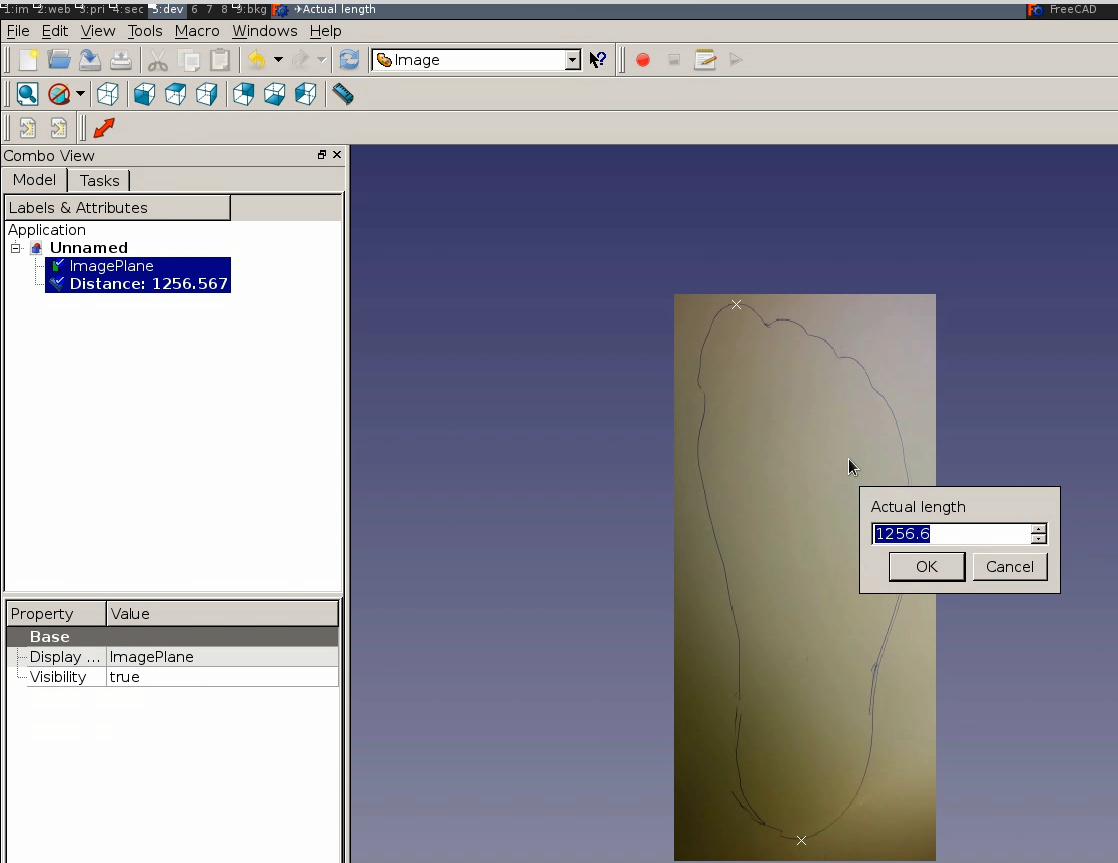 1:im 2:web 3:pri 4:sec 5:dev 6 7 8 9:bkg Actual length FreeCAD
File Edit View Tools Macro Windows Help
Image
Combo View
Model Tasks
Labels & Attributes
Application
Unnamed
ImagePlane
Distance: 1256.567
Actual length
1256.6
OK Cancel
Property Value
Base
Display ... ImagePlane
Visibility true